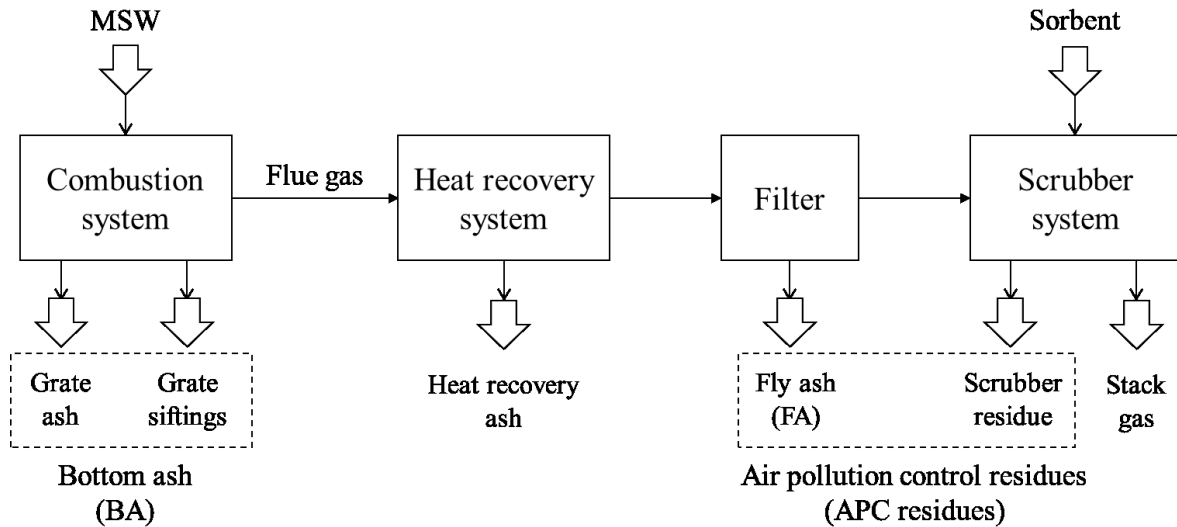 MSW
Sorbent
Combustion
system
Flue gas
Heat recovery
system
Filter
Scrubber
system
Grate
ash
Grate
siftings
Heat recovery
ash
Fly ash
(FA)
Scrubber
residue
Stack
gas
Bottom ash
(BA)
Air pollution control residues
(APC residues)